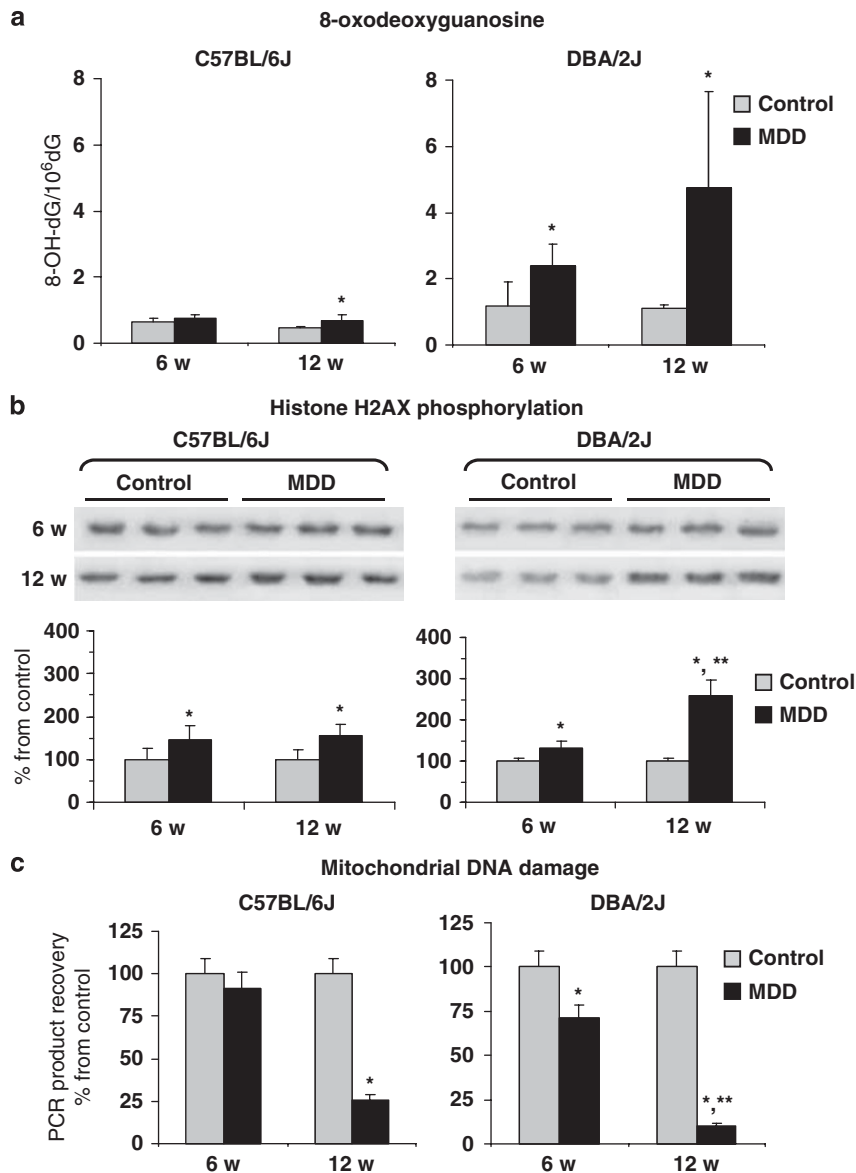 a
8-oxodeoxyguanosine
C57BL/6J
DBA/2J
8-OH-dG/10⁶dG
8
6
4
2
0
*
6 w
12 w
8
6
4
2
0
*
*
6 w
12 w
Control
MDD
b
Histone H2AX phosphorylation
C57BL/6J
DBA/2J
Control
MDD
Control
MDD
6 w
12 w
% from control
400
300
200
150
100
0
*
*
6 w
12 w
400
300
200
100
0
*
*, **
6 w
12 w
Control
MDD
c
Mitochondrial DNA damage
C57BL/6J
DBA/2J
PCR product recovery
% from control
125
100
75
50
25
0
*
6 w
12 w
125
100
75
50
25
0
*
*, **
6 w
12 w
Control
MDD